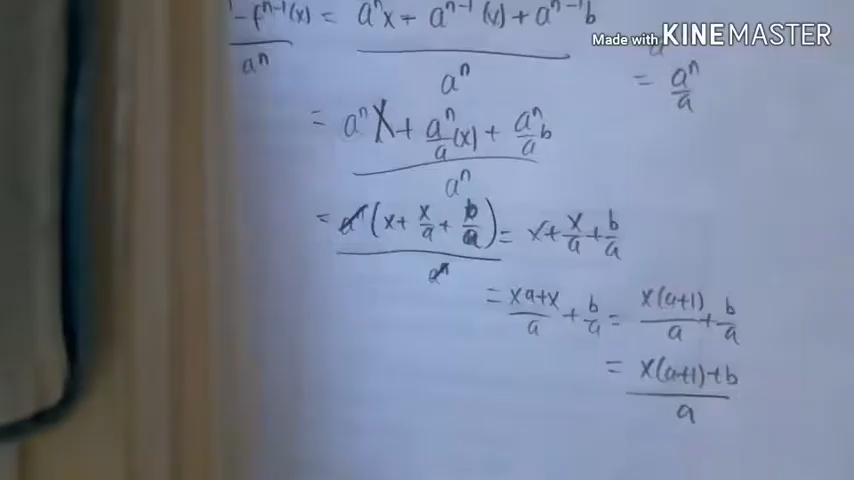 - f^{n-1}(x) = a^n x + a^{n-1}(x) + a^{n-1}b
a^n
a^n
Made with KINEMASTER
= a^n/a
= a^n x + a^n/a (x) + a^n/a b
a^n
= a^n (x + x/a + b/a) = x + x/a + b/a
a^n
= xa+x/a + b/a = x(a+1)/a + b/a
= x(a+1)+b/a